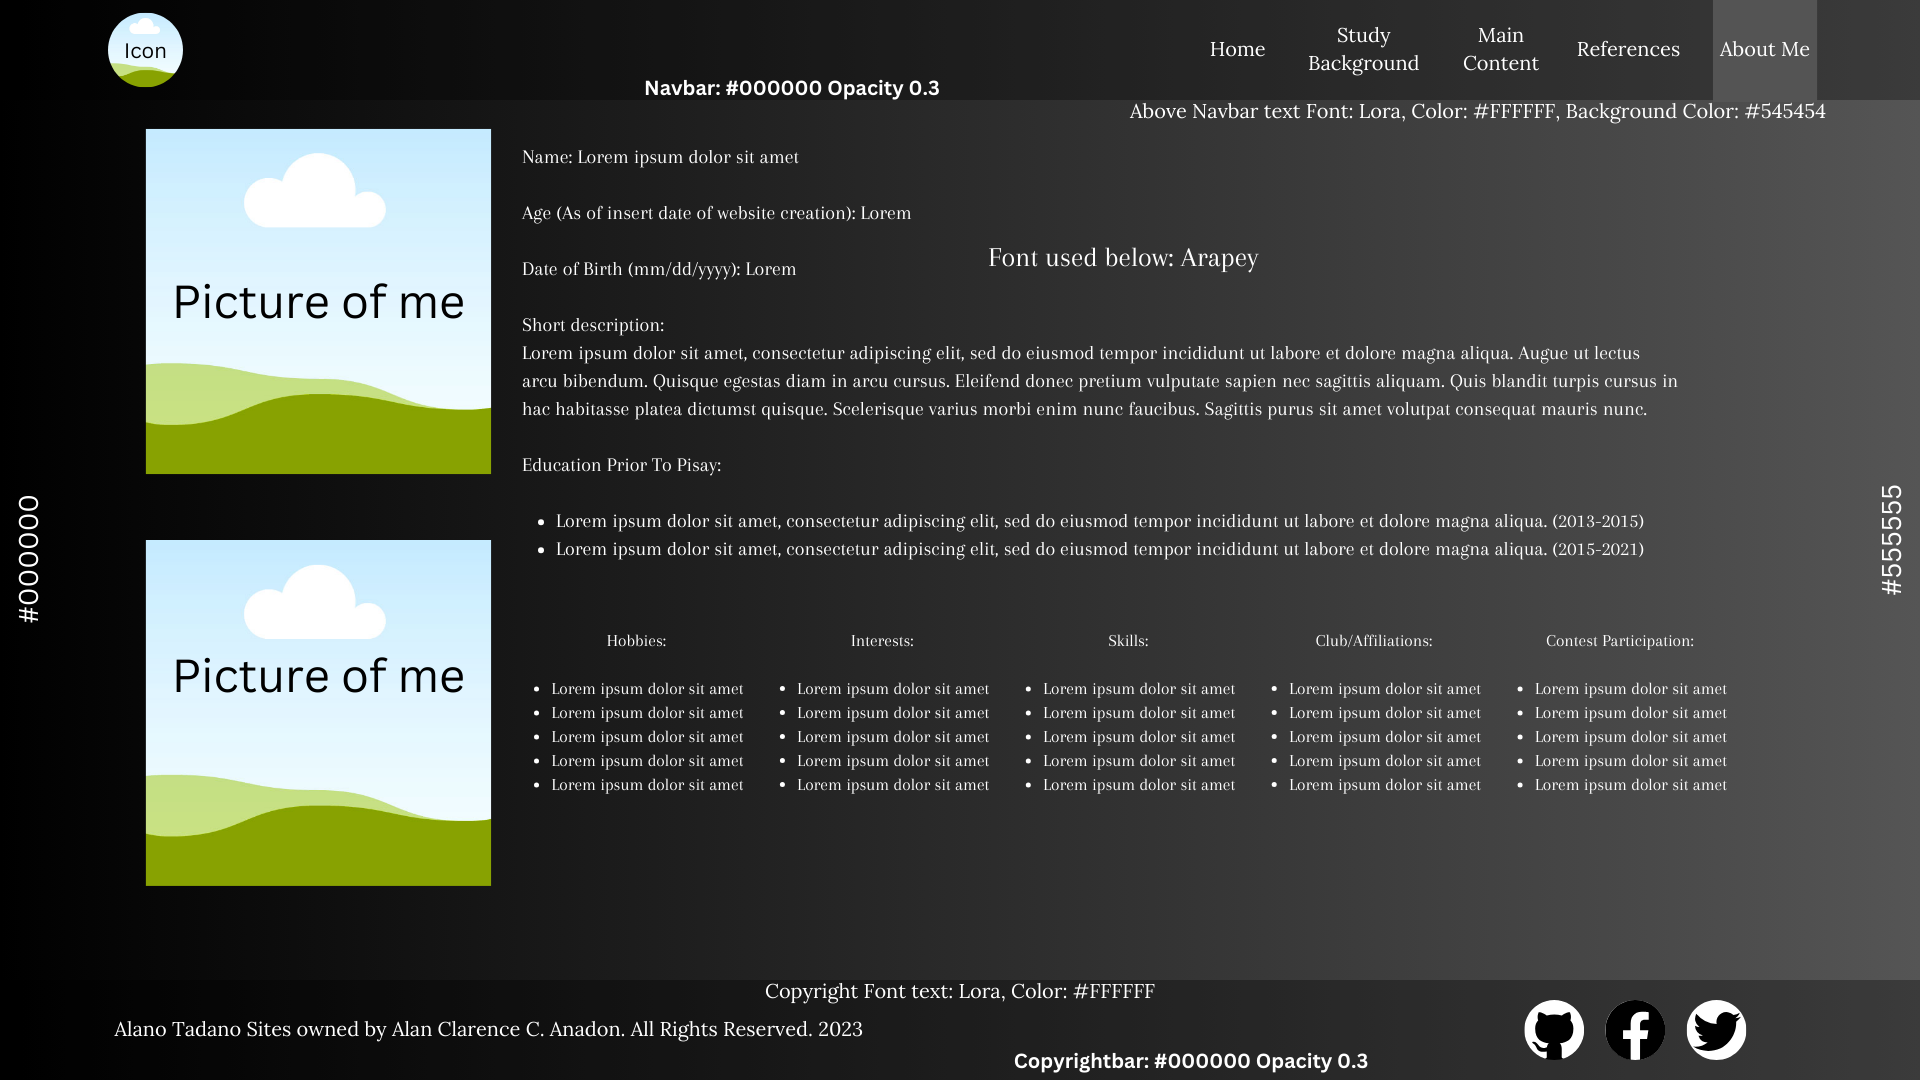 Icon
Home
Study
Background
Main
Content
References
About Me
Navbar: #000000 Opacity 0.3
Above Navbar text Font: Lora, Color: #FFFFFF, Background Color: #545454
Picture of me
Name: Lorem ipsum dolor sit amet
Age (As of insert date of website creation): Lorem
Date of Birth (mm/dd/yyyy): Lorem
Font used below: Arapey
Short description:
Lorem ipsum dolor sit amet, consectetur adipiscing elit, sed do eiusmod tempor incididunt ut labore et dolore magna aliqua. Augue ut lectus
arcu bibendum. Quisque egestas diam in arcu cursus. Eleifend donec pretium vulputate sapien nec sagittis aliquam. Quis blandit turpis cursus in
hac habitasse platea dictumst quisque. Scelerisque varius morbi enim nunc faucibus. Sagittis purus sit amet volutpat consequat mauris nunc.
Education Prior To Pisay:
• Lorem ipsum dolor sit amet, consectetur adipiscing elit, sed do eiusmod tempor incididunt ut labore et dolore magna aliqua. (2013-2015)
• Lorem ipsum dolor sit amet, consectetur adipiscing elit, sed do eiusmod tempor incididunt ut labore et dolore magna aliqua. (2015-2021)
#000000
#555555
Picture of me
Hobbies:
• Lorem ipsum dolor sit amet
• Lorem ipsum dolor sit amet
• Lorem ipsum dolor sit amet
• Lorem ipsum dolor sit amet
• Lorem ipsum dolor sit amet
Interests:
• Lorem ipsum dolor sit amet
• Lorem ipsum dolor sit amet
• Lorem ipsum dolor sit amet
• Lorem ipsum dolor sit amet
• Lorem ipsum dolor sit amet
Skills:
• Lorem ipsum dolor sit amet
• Lorem ipsum dolor sit amet
• Lorem ipsum dolor sit amet
• Lorem ipsum dolor sit amet
• Lorem ipsum dolor sit amet
Club/Affiliations:
• Lorem ipsum dolor sit amet
• Lorem ipsum dolor sit amet
• Lorem ipsum dolor sit amet
• Lorem ipsum dolor sit amet
• Lorem ipsum dolor sit amet
Contest Participation:
• Lorem ipsum dolor sit amet
• Lorem ipsum dolor sit amet
• Lorem ipsum dolor sit amet
• Lorem ipsum dolor sit amet
• Lorem ipsum dolor sit amet
Copyright Font text: Lora, Color: #FFFFFF
Alano Tadano Sites owned by Alan Clarence C. Anadon. All Rights Reserved. 2023
Copyrightbar: #000000 Opacity 0.3